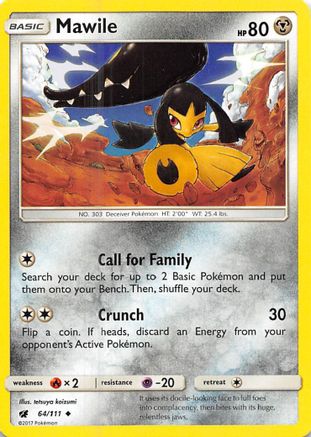 BASIC
Mawile
HP 80
NO. 303 Deceiver Pokémon HT: 2'00" WT: 25.4 lbs.
Call for Family
Search your deck for up to 2 Basic Pokémon and put
them onto your Bench. Then, shuffle your deck.
Crunch 30
Flip a coin. If heads, discard an Energy from your
opponent's Active Pokémon.
weakness × 2 resistance -20 retreat
Illus. tetsuya koizumi
64/111
©2017 Pokémon
It uses its docile-looking face to lull foes
into complacency, then bites with its huge,
relentless jaws.